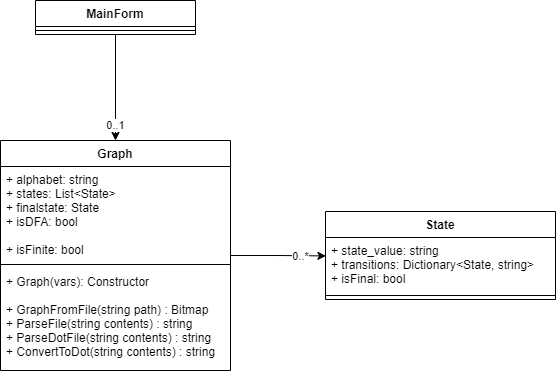 MainForm
0..1
Graph
+ alphabet: string
+ states: List<State>
+ finalstate: State
+ isDFA: bool
+ isFinite: bool
+ Graph(vars): Constructor
+ GraphFromFile(string path) : Bitmap
+ ParseFile(string contents) : string
+ ParseDotFile(string contents) : string
+ ConvertToDot(string contents) : string
0..*
State
+ state_value: string
+ transitions: Dictionary<State, string>
+ isFinal: bool